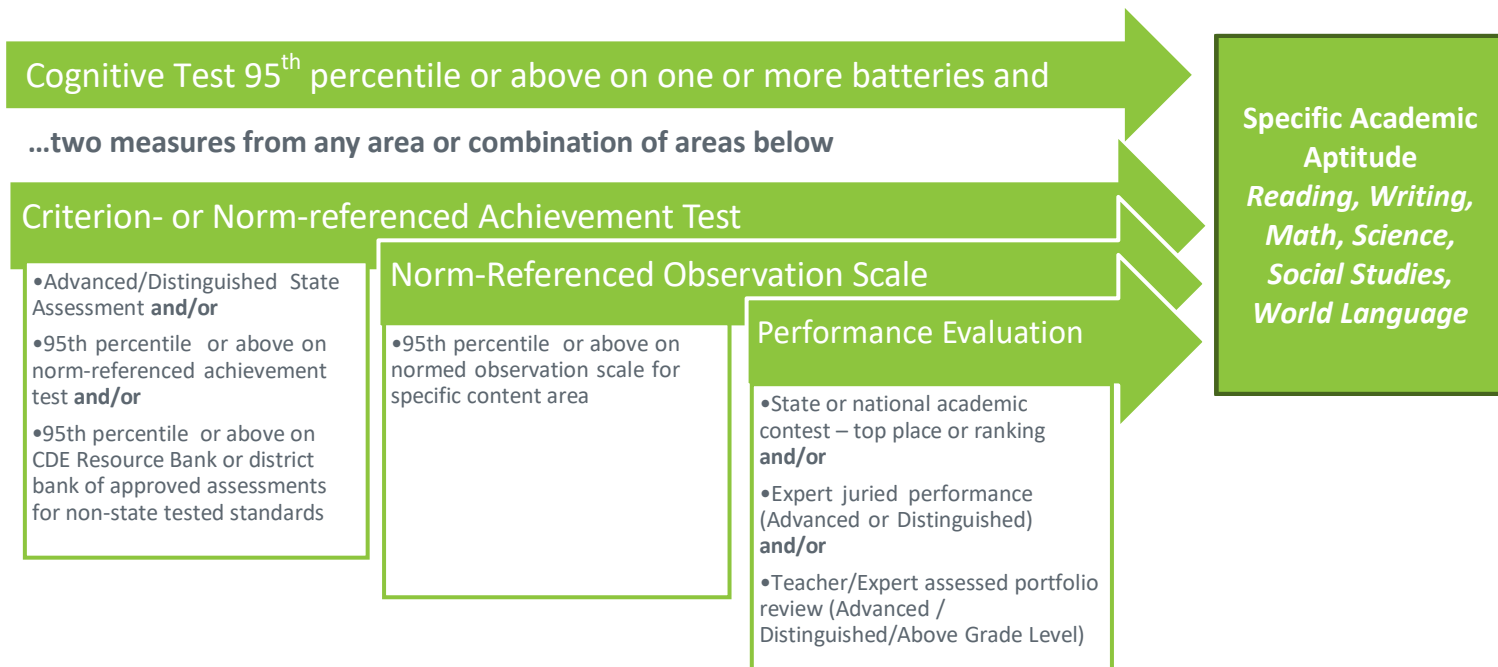 Cognitive Test 95th percentile or above on one or more batteries and
...two measures from any area or combination of areas below
Criterion- or Norm-referenced Achievement Test
•Advanced/Distinguished State
Assessment and/or
•95th percentile or above on
norm-referenced achievement
test and/or
•95th percentile or above on
CDE Resource Bank or district
bank of approved assessments
for non-state tested standards
Norm-Referenced Observation Scale
•95th percentile or above on
normed observation scale for
specific content area
Performance Evaluation
•State or national academic
contest – top place or ranking
and/or
•Expert juried performance
(Advanced or Distinguished)
and/or
•Teacher/Expert assessed portfolio
review (Advanced /
Distinguished/Above Grade Level)
Specific Academic
Aptitude
Reading, Writing,
Math, Science,
Social Studies,
World Language